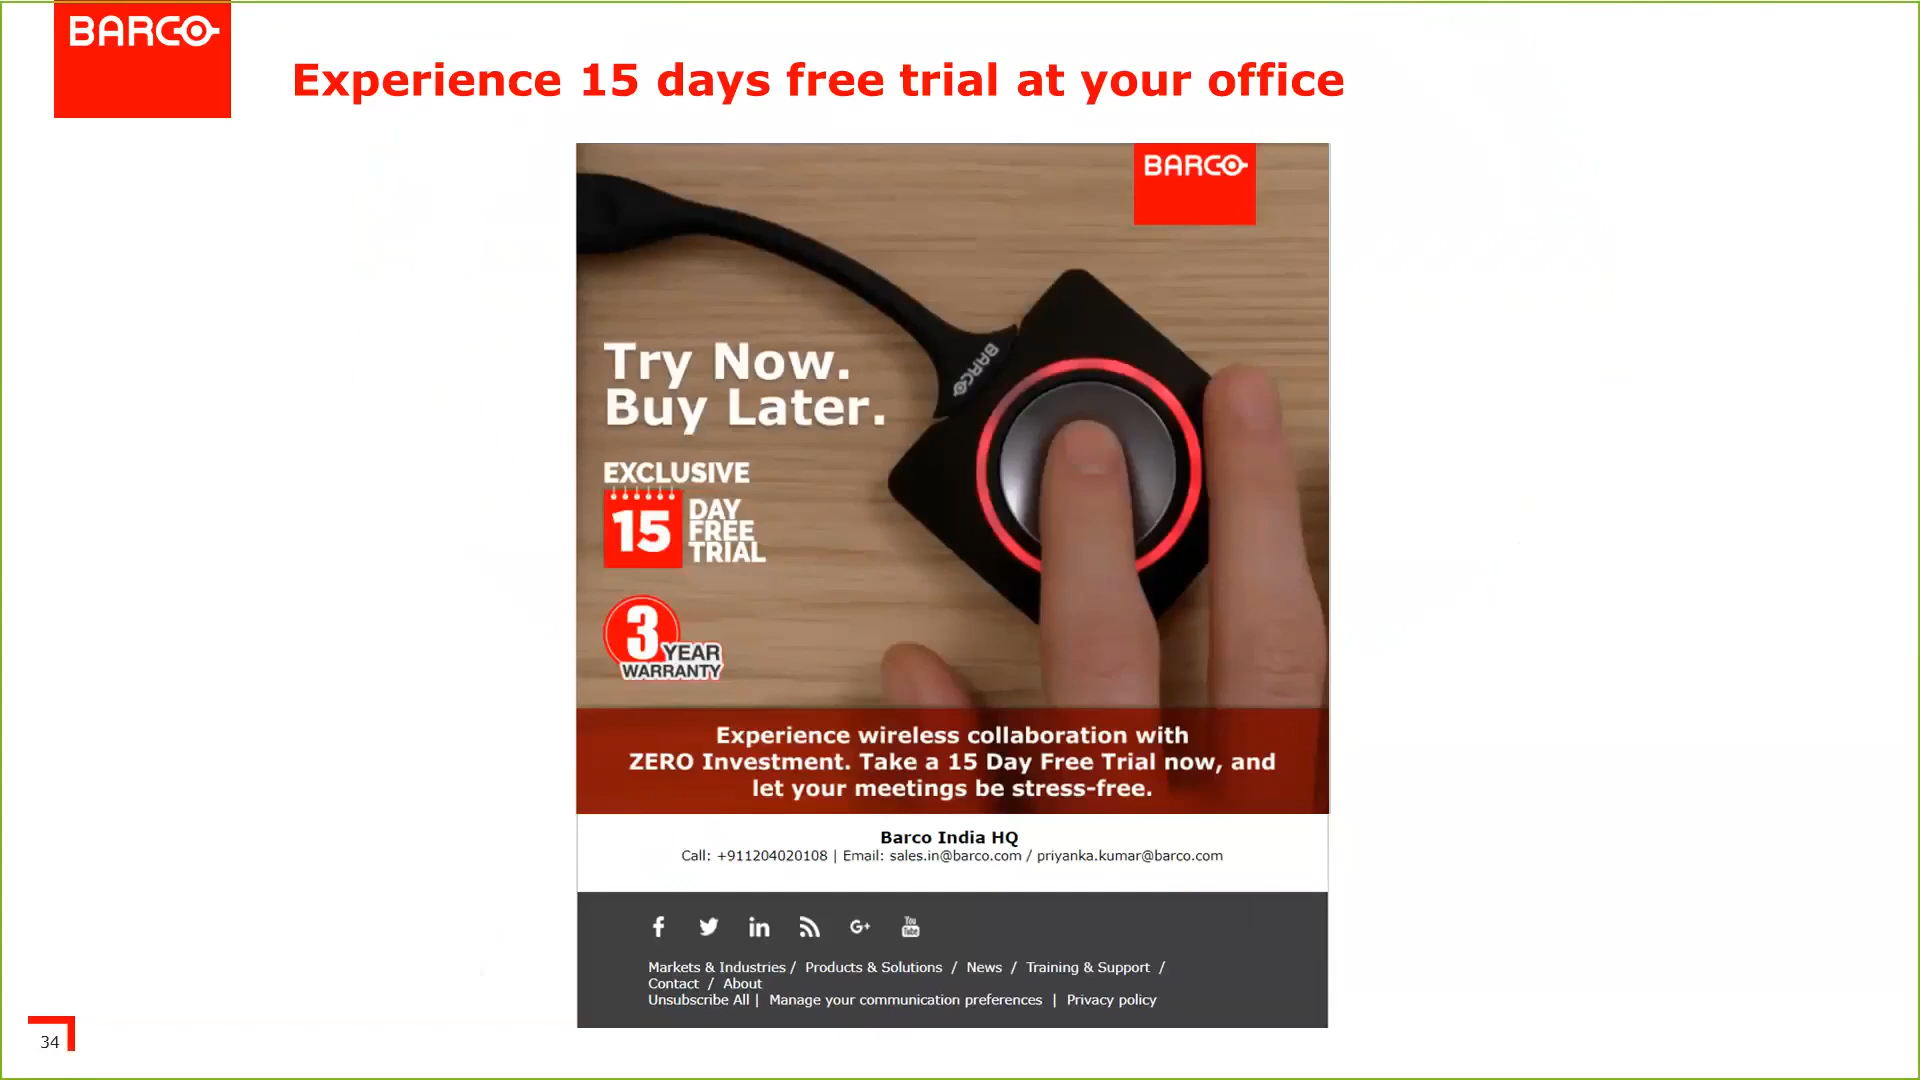 BARCO
Experience 15 days free trial at your office
BARCO
BARCO
Try Now.
Buy Later.
EXCLUSIVE
15 DAY
FREE
TRIAL
3 YEAR
WARRANTY
Experience wireless collaboration with
ZERO Investment. Take a 15 Day Free Trial now, and
let your meetings be stress-free.
Barco India HQ
Call: +911204020108 | Email: sales.in@barco.com / priyanka.kumar@barco.com
f in G+ You Tube
Markets & Industries / Products & Solutions / News / Training & Support /
Contact / About
Unsubscribe All | Manage your communication preferences | Privacy policy
34